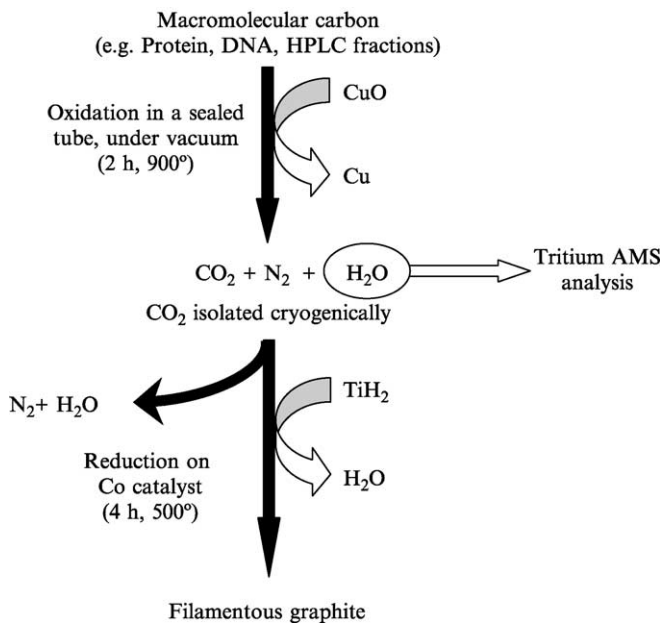 Macromolecular carbon
(e.g. Protein, DNA, HPLC fractions)
Oxidation in a sealed
tube, under vacuum
(2 h, 900º)
CuO
Cu
CO₂ + N₂ + H₂O
Tritium AMS
analysis
CO₂ isolated cryogenically
N₂+ H₂O
TiH₂
Reduction on
Co catalyst
(4 h, 500º)
H₂O
Filamentous graphite